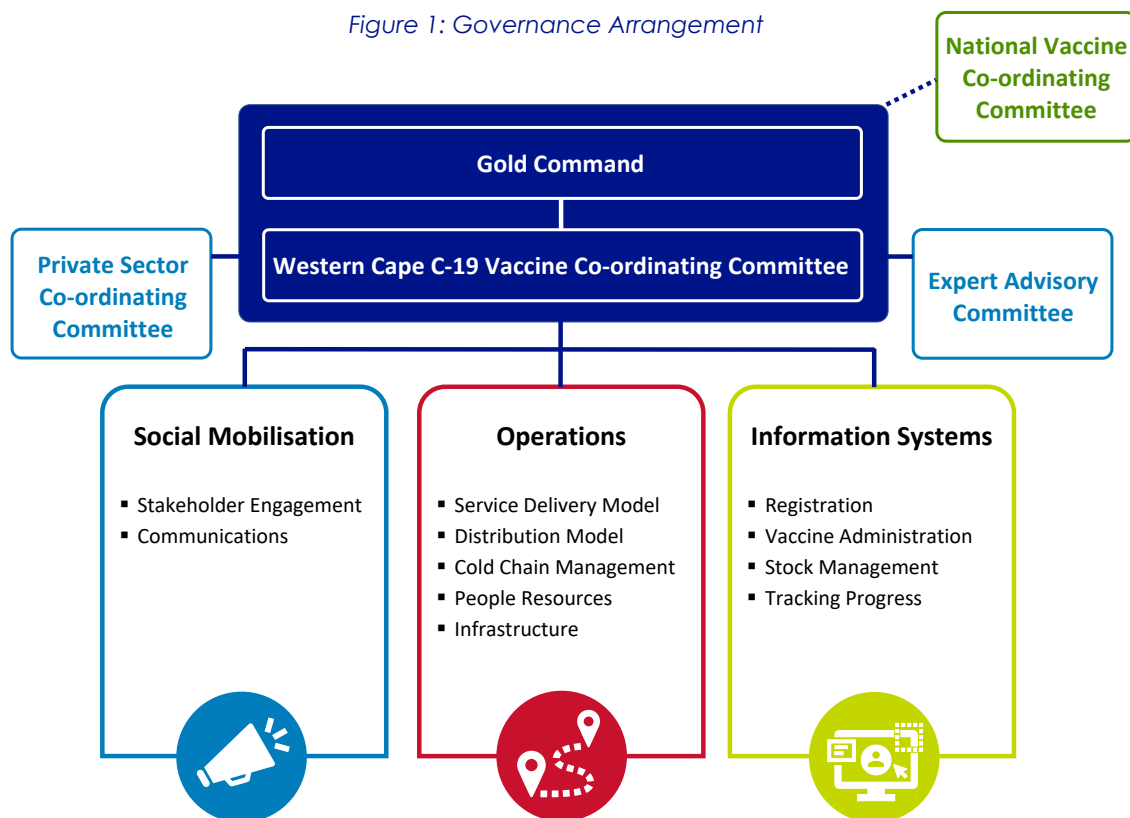 Figure 1: Governance Arrangement
National Vaccine
Co-ordinating
Committee
Gold Command
Western Cape C-19 Vaccine Co-ordinating Committee
Private Sector
Co-ordinating
Committee
Expert Advisory
Committee
Social Mobilisation
▪ Stakeholder Engagement
▪ Communications
Operations
▪ Service Delivery Model
▪ Distribution Model
▪ Cold Chain Management
▪ People Resources
▪ Infrastructure
Information Systems
▪ Registration
▪ Vaccine Administration
▪ Stock Management
▪ Tracking Progress